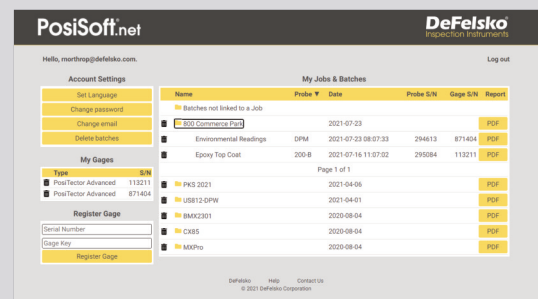 PosiSoft.net
DeFelsko
Inspection Instruments
Hello, rnorthrop@defelsko.com.
Log out
Account Settings
Set Language
Change password
Change email
Delete batches
My Gages
Type S/N
PosiTector Advanced 113211
PosiTector Advanced 871404
Register Gage
Serial Number
Gage Key
Register Gage
My Jobs & Batches
Name Probe ▼ Date Probe S/N Gage S/N Report
Batches not linked to a Job
800 Commerce Park 2021-07-23 PDF
Environmental Readings DPM 2021-07-23 08:07:33 294613 871404 PDF
Epoxy Top Coat 200-B 2021-07-16 11:07:02 295084 113211 PDF
Page 1 of 1
PKS 2021 2021-04-06 PDF
US812-DPW 2021-04-01 PDF
BMX2301 2020-08-04 PDF
CX85 2020-08-04 PDF
MXPro 2020-08-04 PDF
DeFelsko Help Contact Us
© 2021 DeFelsko Corporation